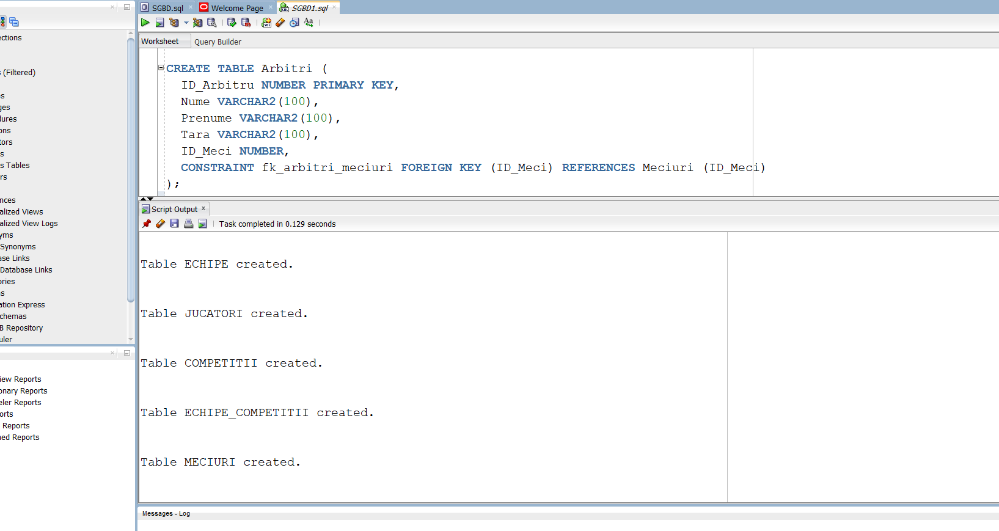 SGBD.sql
Welcome Page
SGBD1.sql
Worksheet
Query Builder
CREATE TABLE Arbitri (
ID_Arbitru NUMBER PRIMARY KEY,
Nume VARCHAR2(100),
Prenume VARCHAR2(100),
Tara VARCHAR2(100),
ID_Meci NUMBER,
CONSTRAINT fk_arbitri_meciuri FOREIGN KEY (ID_Meci) REFERENCES Meciuri (ID_Meci)
);
Script Output
Task completed in 0.129 seconds
Table ECHIPE created.
Table JUCATORI created.
Table COMPETITII created.
Table ECHIPE_COMPETITII created.
Table MECIURI created.
Messages - Log
ections
(Filtered)
es
ges
dures
ons
tors
s
s Tables
rs
nces
alized Views
alized View Logs
yms
Synonyms
ase Links
Database Links
ories
s
ation Express
chemas
B Repository
uler
iew Reports
onary Reports
eler Reports
orts
Reports
ned Reports